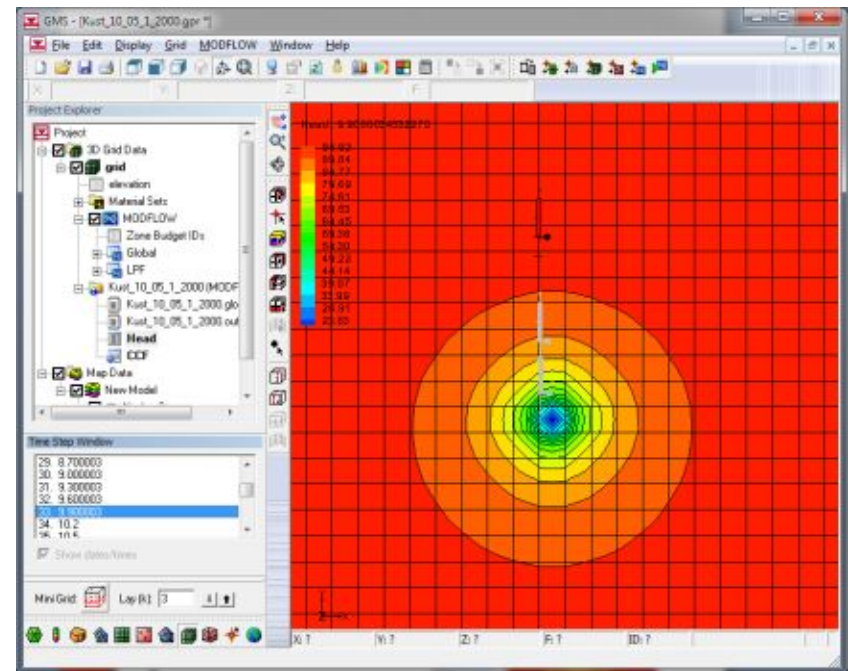 GMS - [Kust_10_05_1_2000.gpr *]
File Edit Display Grid MODFLOW Window Help
X: Y: Z: F:
Project Explorer
Project
3D Grid Data
grid
elevation
Material Sets
MODFLOW
Zone Budget IDs
Global
LPF
Kust_10_05_1_2000 (MODF
Kust_10_05_1_2000.glo
Kust_10_05_1_2000.out
Head
CCF
Map Data
New Model
Time Step Window
29. 8.700003
30. 9.000003
31. 9.300003
32. 9.600003
33. 9.900003
34. 10.2
35. 10.5
Show dates/times
Mini Grid Lay (k): 3
X: ? Y: ? Z: ? F: ? ID: ?